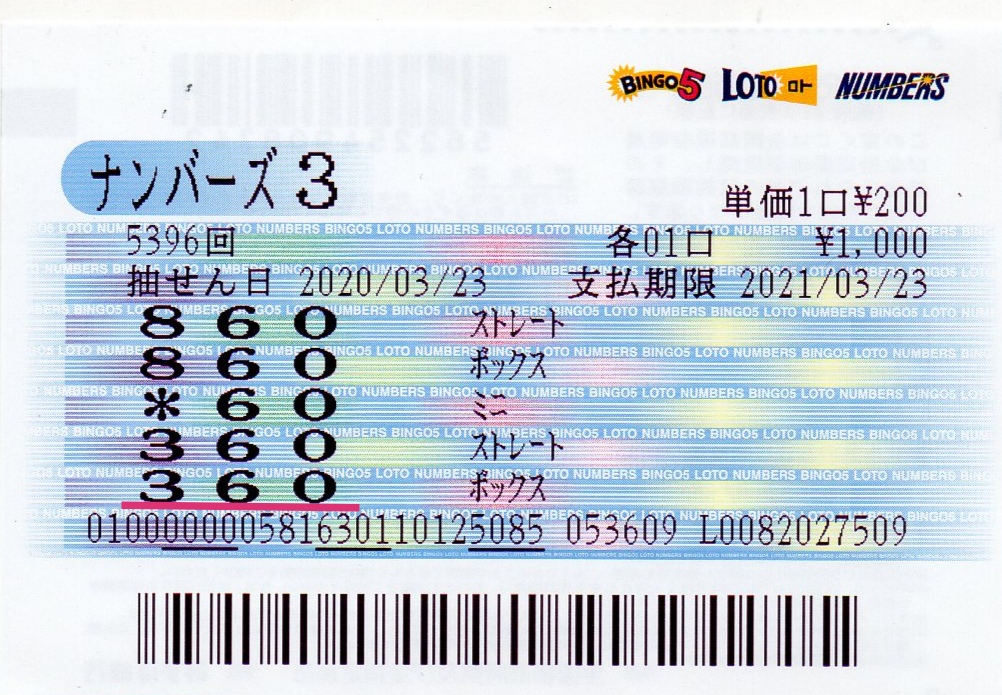 BINGO5 LOTO ロト NUMBERS
ナンバーズ 3
単価1口¥200
5396回 各01口 ¥1,000
抽せん日 2020/03/23 支払期限 2021/03/23
860 ストレート
860 ボックス
*60 ミニ
360 ストレート
360 ボックス
010000000058163011012​5085 053609 L0082027509